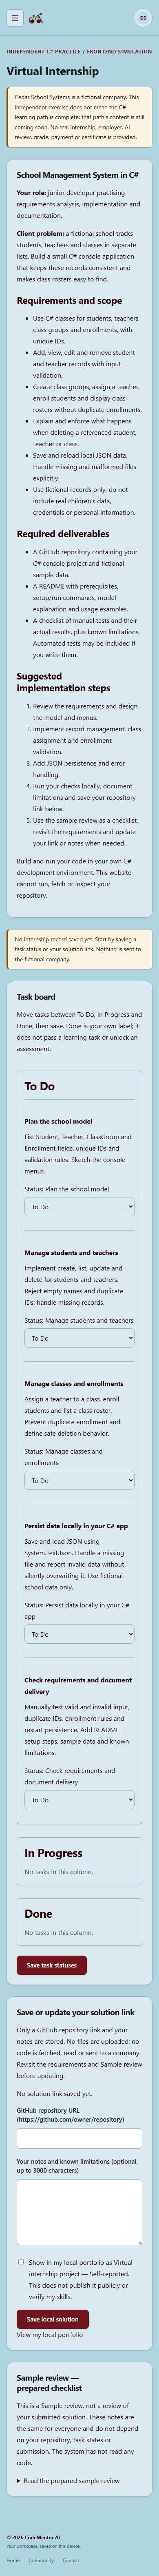 ☰
DS
INDEPENDENT C# PRACTICE / FRONTEND SIMULATION
Virtual Internship
Cedar School Systems is a fictional company. This
independent exercise does not mean the C#
learning path is complete: that path's content is still
coming soon. No real internship, employer, AI
review, grade, payment or certificate is provided.
School Management System in C#
Your role: junior developer practising
requirements analysis, implementation and
documentation.
Client problem: a fictional school tracks
students, teachers and classes in separate
lists. Build a small C# console application
that keeps these records consistent and
makes class rosters easy to find.
Requirements and scope
• Use C# classes for students, teachers,
class groups and enrollments, with
unique IDs.
• Add, view, edit and remove student
and teacher records with input
validation.
• Create class groups, assign a teacher,
enroll students and display class
rosters without duplicate enrollments.
• Explain and enforce what happens
when deleting a referenced student,
teacher or class.
• Save and reload local JSON data.
Handle missing and malformed files
explicitly.
• Use fictional records only; do not
include real children's data,
credentials or personal information.
Required deliverables
• A GitHub repository containing your
C# console project and fictional
sample data.
• A README with prerequisites,
setup/run commands, model
explanation and usage examples.
• A checklist of manual tests and their
actual results, plus known limitations.
Automated tests may be included if
you write them.
Suggested
implementation steps
1. Review the requirements and design
the model and menus.
2. Implement record management, class
assignment and enrollment
validation.
3. Add JSON persistence and error
handling.
4. Run your checks locally, document
limitations and save your repository
link below.
5. Use the sample review as a checklist,
revisit the requirements and update
your link or notes when needed.
Build and run your code in your own C#
development environment. This website
cannot run, fetch or inspect your
repository.
No internship record saved yet. Start by saving a
task status or your solution link. Nothing is sent to
the fictional company.
Task board
Move tasks between To Do, In Progress and
Done, then save. Done is your own label; it
does not pass a learning task or unlock an
assessment.
To Do
Plan the school model
List Student, Teacher, ClassGroup and
Enrollment fields, unique IDs and
validation rules. Sketch the console
menus.
Status: Plan the school model
To Do
Manage students and teachers
Implement create, list, update and
delete for students and teachers.
Reject empty names and duplicate
IDs; handle missing records.
Status: Manage students and teachers
To Do
Manage classes and enrollments
Assign a teacher to a class, enroll
students and list a class roster.
Prevent duplicate enrollment and
define safe deletion behavior.
Status: Manage classes and
enrollments
To Do
Persist data locally in your C# app
Save and load JSON using
System.Text.Json. Handle a missing
file and report invalid data without
silently overwriting it. Use fictional
school data only.
Status: Persist data locally in your C#
app
To Do
Check requirements and document
delivery
Manually test valid and invalid input,
duplicate IDs, enrollment rules and
restart persistence. Add README
setup steps, sample data and known
limitations.
Status: Check requirements and
document delivery
To Do
In Progress
No tasks in this column.
Done
No tasks in this column.
Save task statuses
Save or update your solution link
Only a GitHub repository link and your
notes are stored. No files are uploaded; no
code is fetched, read or sent to a company.
Revisit the requirements and Sample review
before updating.
No solution link saved yet.
GitHub repository URL
(https://github.com/owner/repository)
Your notes and known limitations (optional,
up to 3000 characters)
Show in my local portfolio as Virtual
internship project — Self-reported.
This does not publish it publicly or
verify my skills.
Save local solution
View my local portfolio
Sample review —
prepared checklist
This is a Sample review, not a review of
your submitted solution. These notes are
the same for everyone and do not depend
on your repository, task states or
submission. The system has not read any
code.
▶ Read the prepared sample review
© 2026 CodeMentor AI
Your workspace, saved on this device.
Home Community Contact